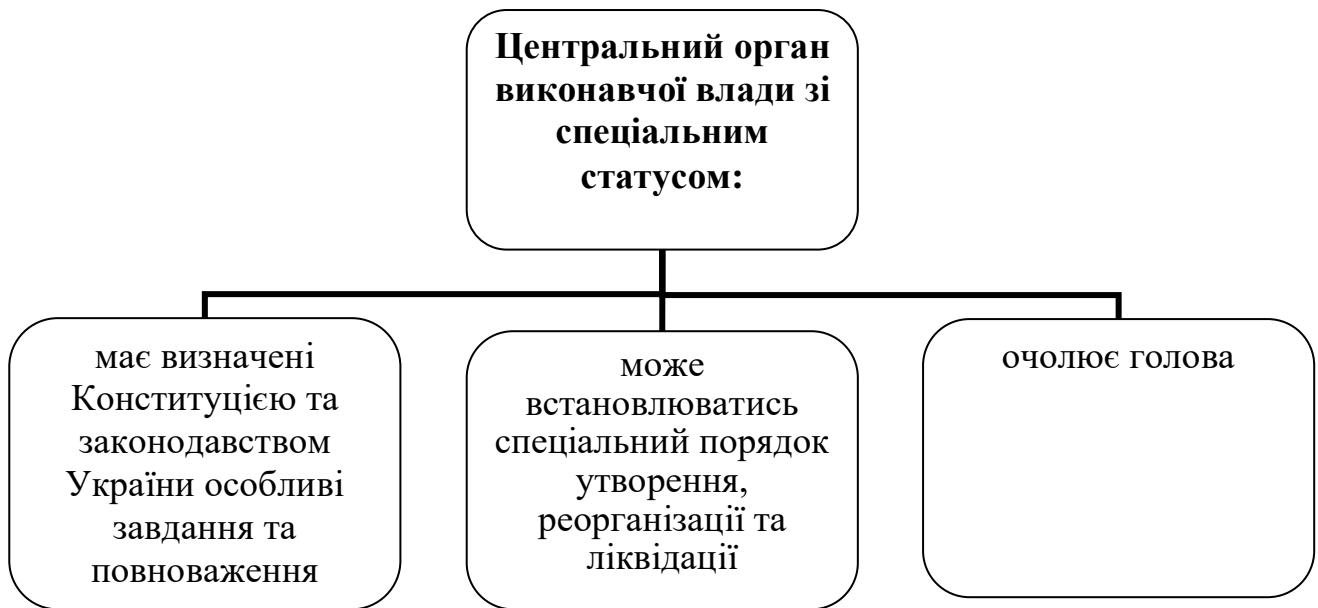 Центральний орган
виконавчої влади зі
спеціальним
статусом:
має визначені
Конституцією та
законодавством
України особливі
завдання та
повноваження
може
встановлюватись
спеціальний порядок
утворення,
реорганізації та
ліквідації
очолює голова